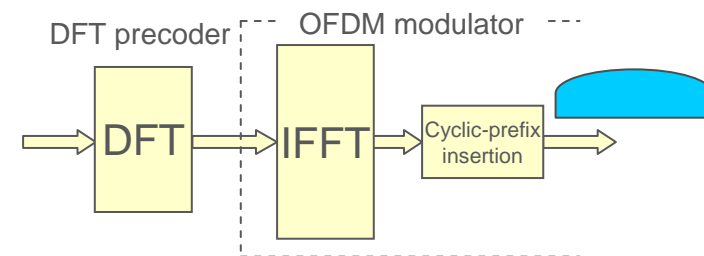 OFDM modulator
DFT precoder
DFT
IFFT
Cyclic-prefix
insertion